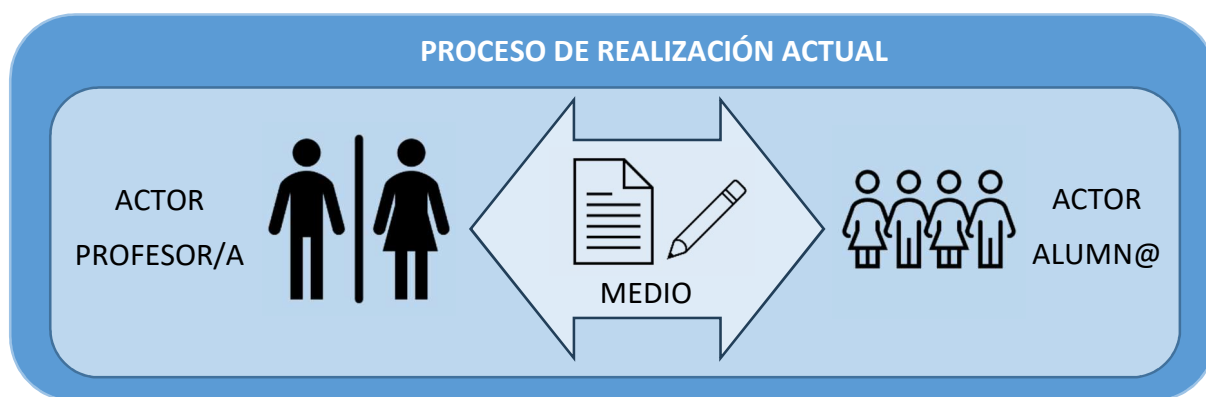 PROCESO DE REALIZACIÓN ACTUAL
ACTOR
PROFESOR/A
MEDIO
ACTOR
ALUMN@